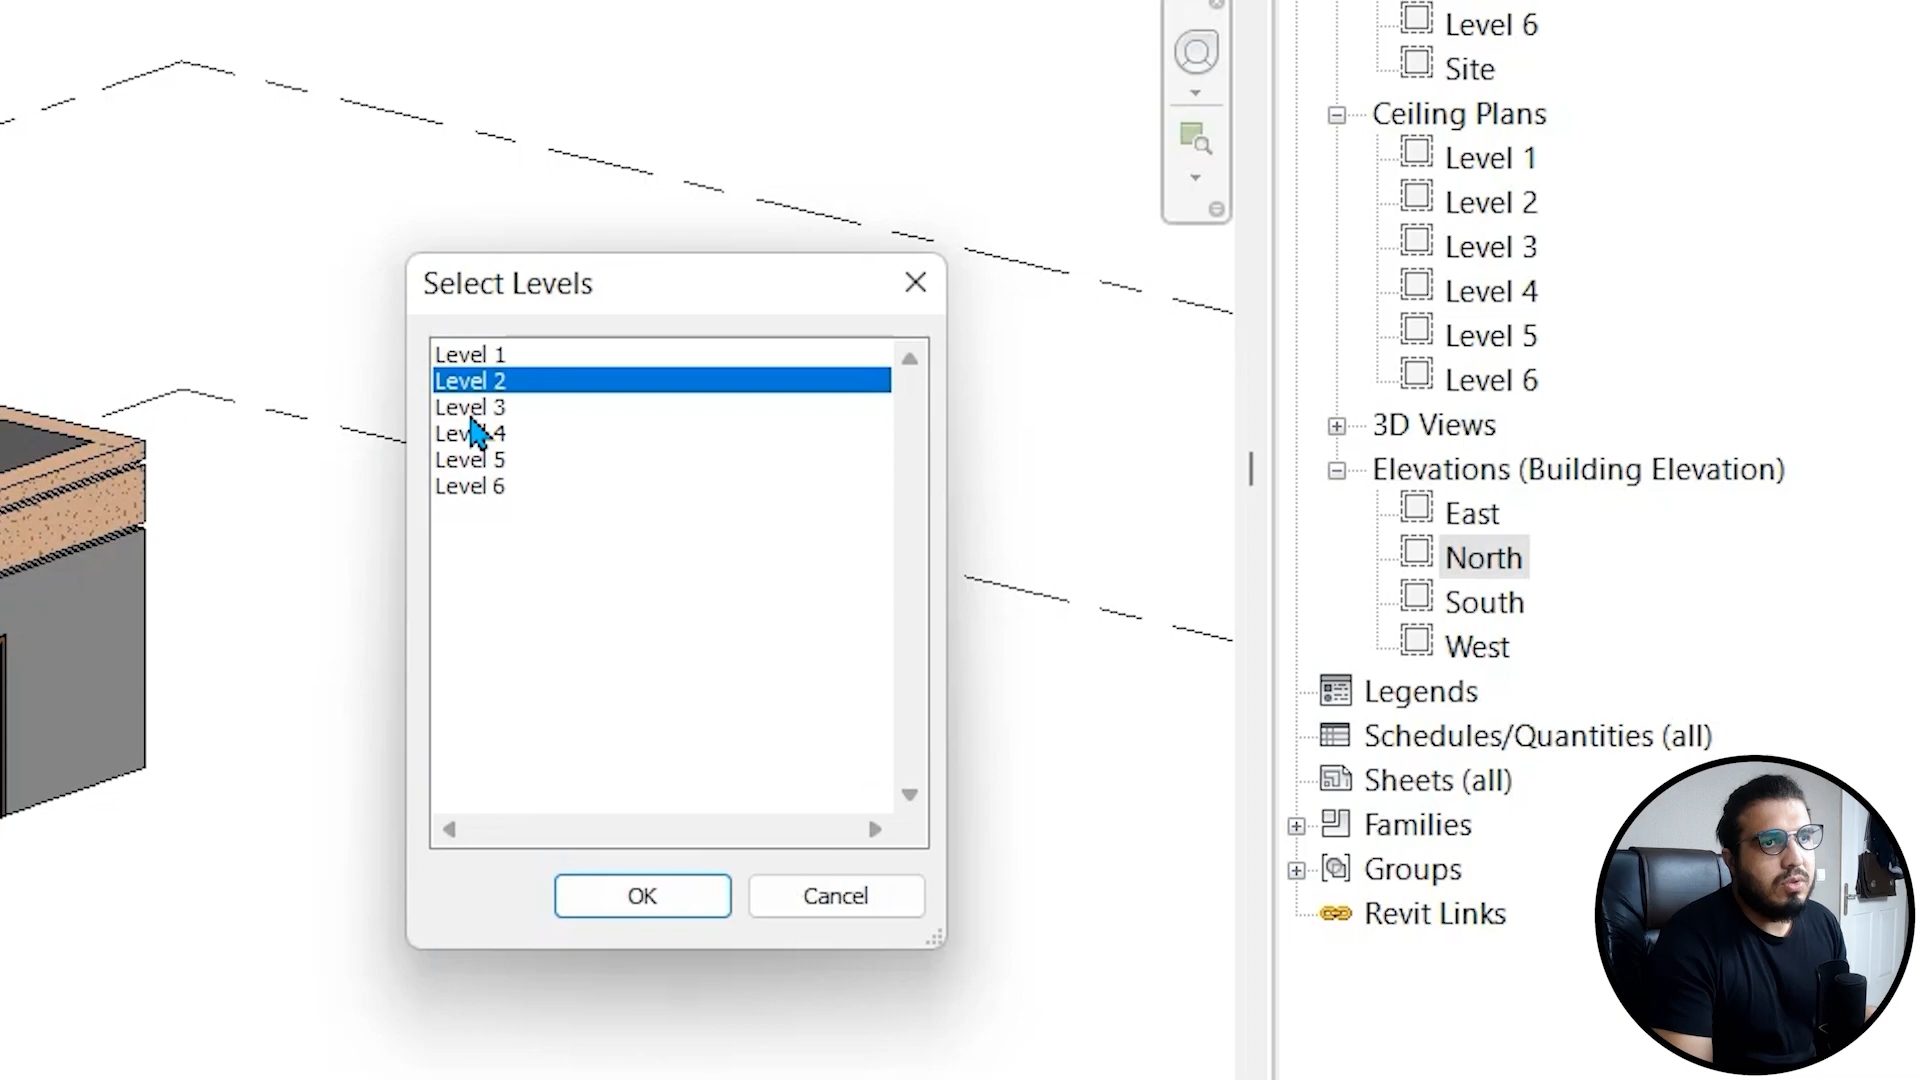 Select Levels
Level 1
Level 2
Level 3
Level 4
Level 5
Level 6
OK
Cancel
Level 6
Site
Ceiling Plans
Level 1
Level 2
Level 3
Level 4
Level 5
Level 6
3D Views
Elevations (Building Elevation)
East
North
South
West
Legends
Schedules/Quantities (all)
Sheets (all)
Families
Groups
Revit Links